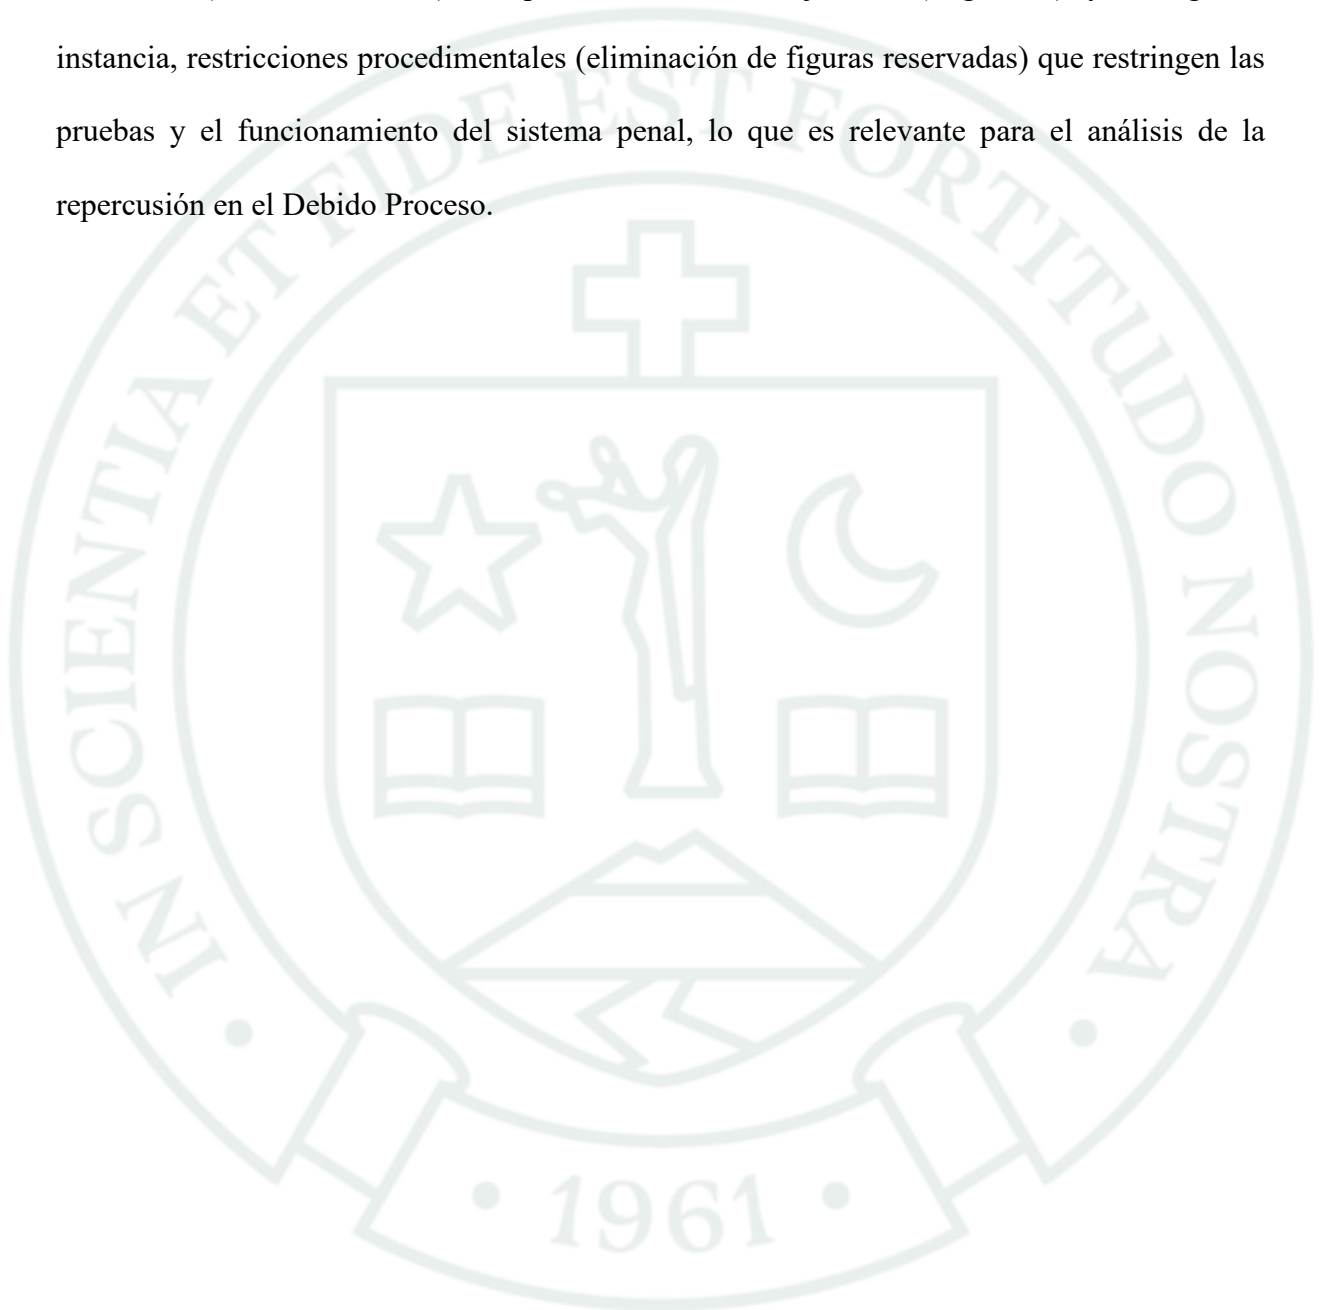 instancia, restricciones procedimentales (eliminación de figuras reservadas) que restringen las
pruebas y el funcionamiento del sistema penal, lo que es relevante para el análisis de la
repercusión en el Debido Proceso.
IN SCIENTIA ET FIDE EST FORTITUDO NOSTRA
• 1961 •